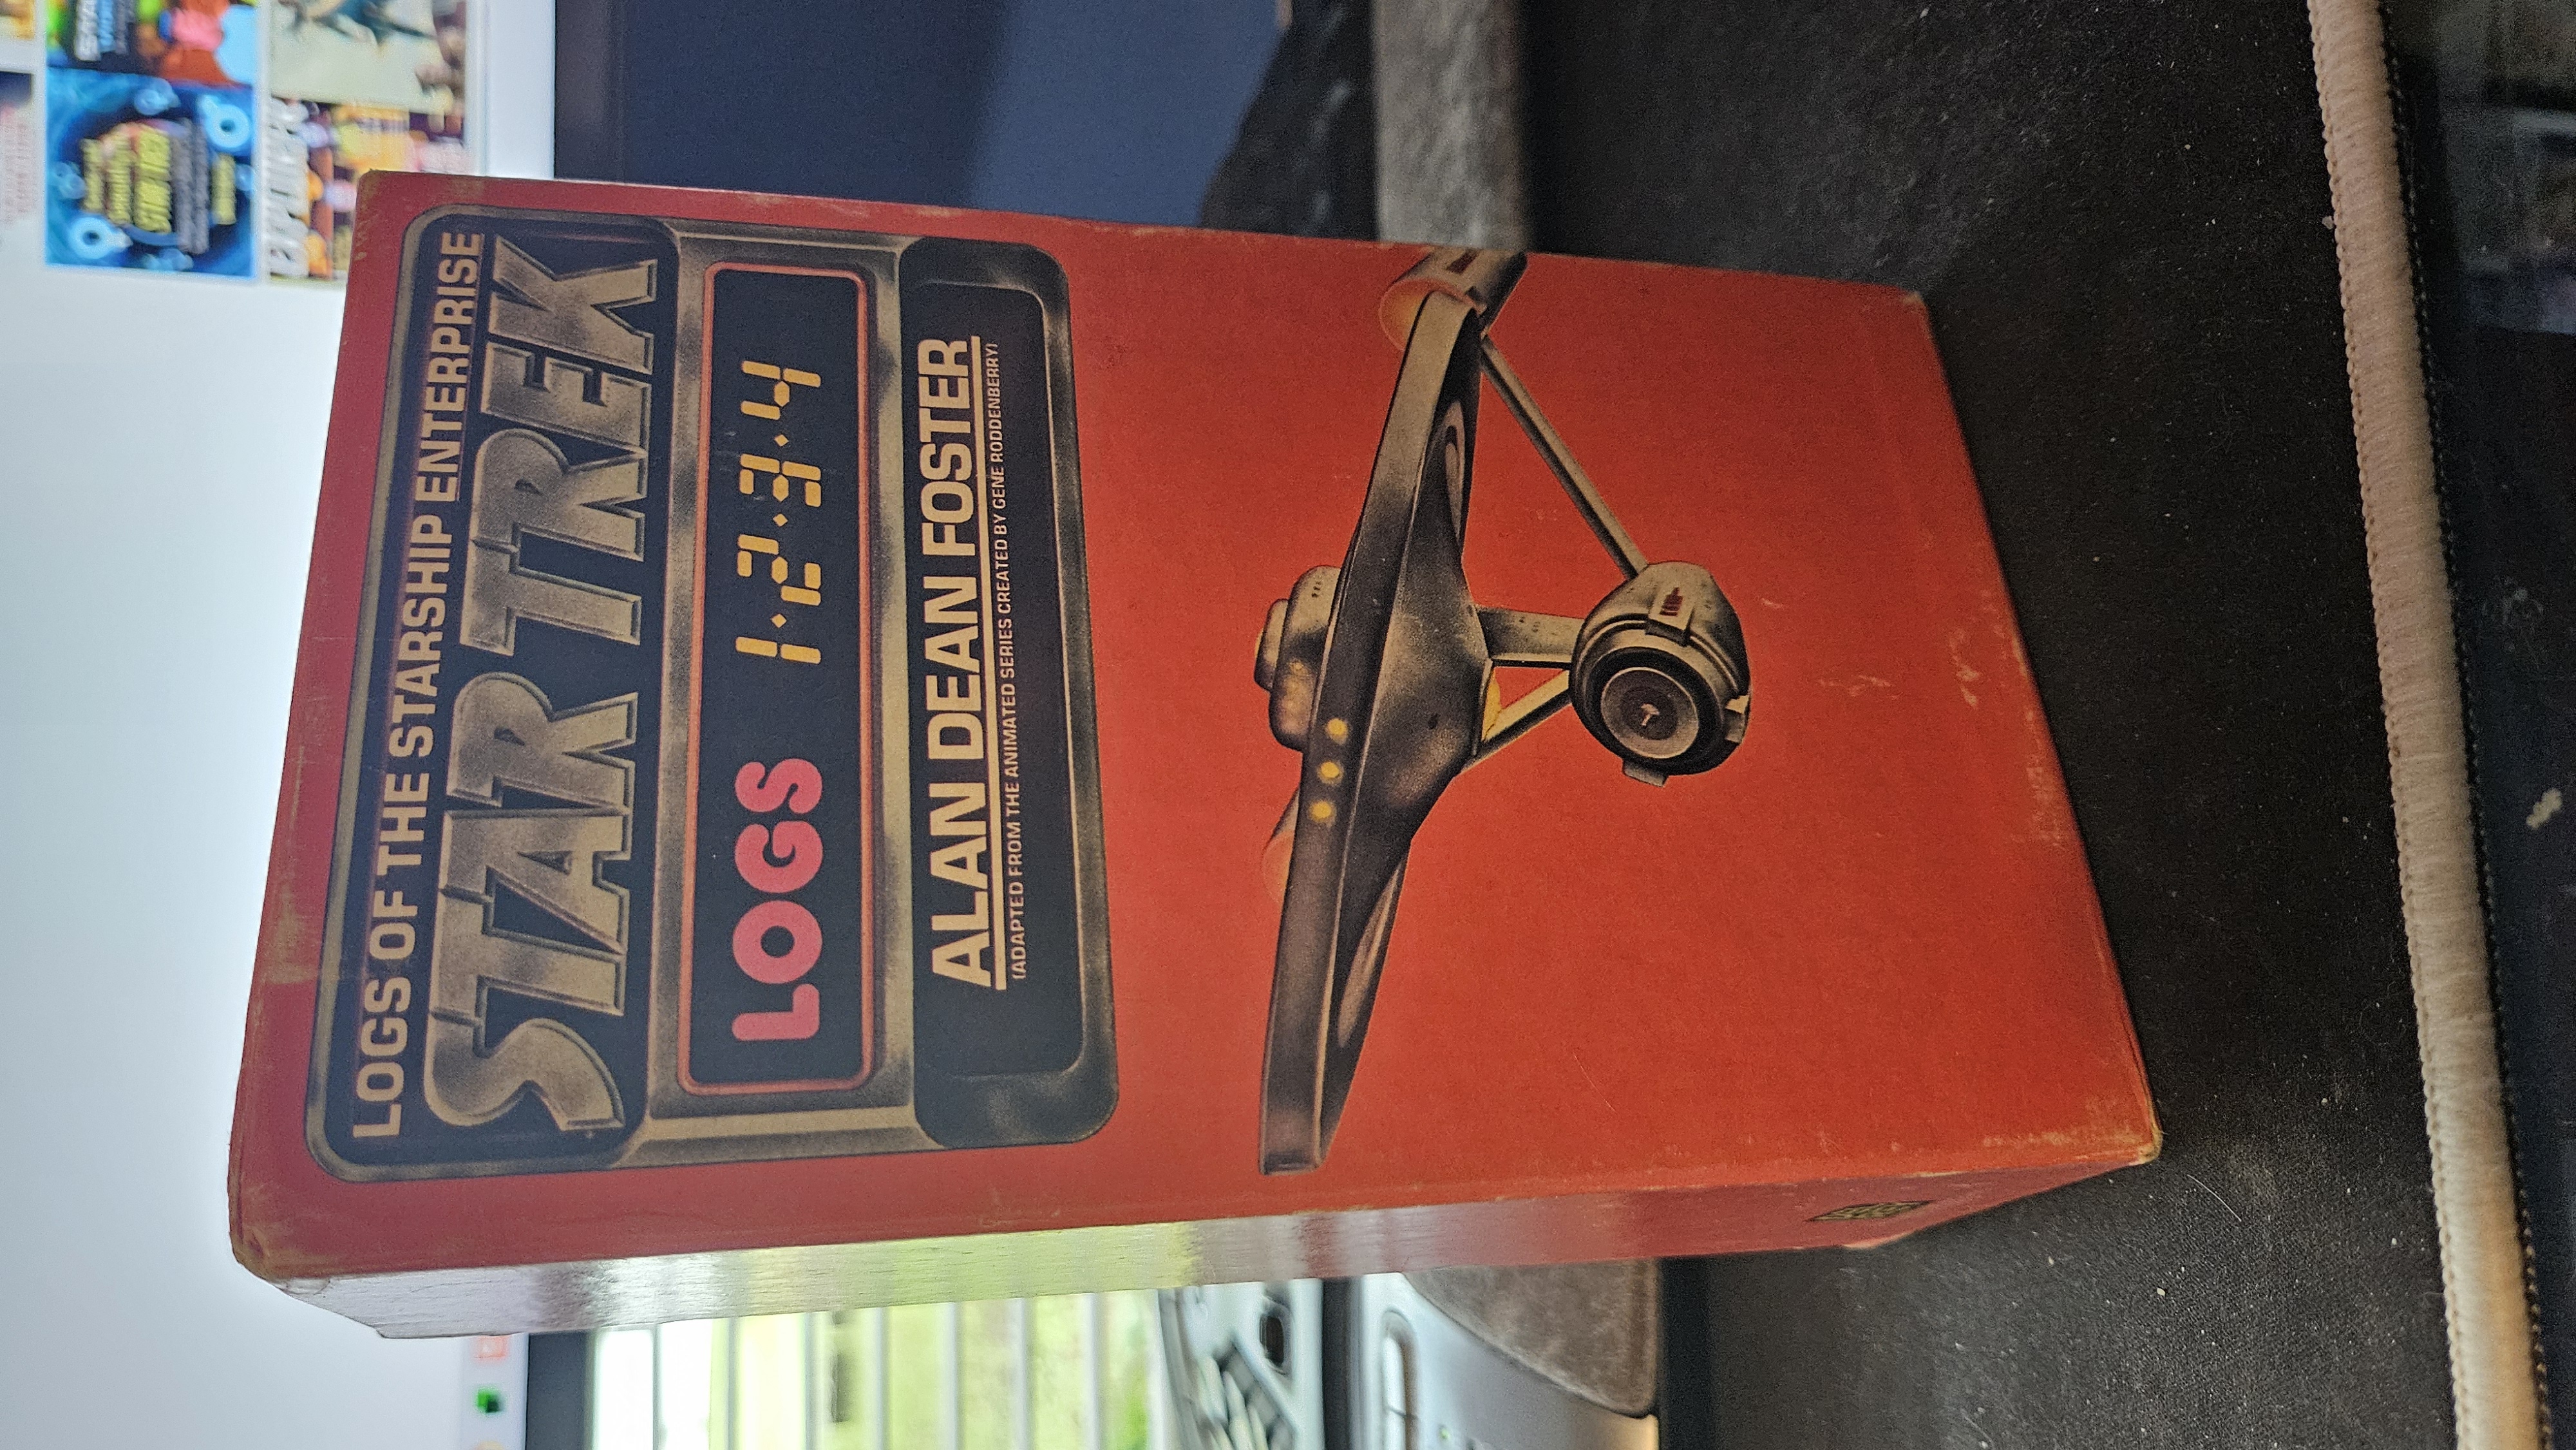 LOGS OF THE STARSHIP ENTERPRISE
STAR TREK
LOGS 1·2·3·4
ALAN DEAN FOSTER
(ADAPTED FROM THE ANIMATED SERIES CREATED BY GENE RODDENBERRY)